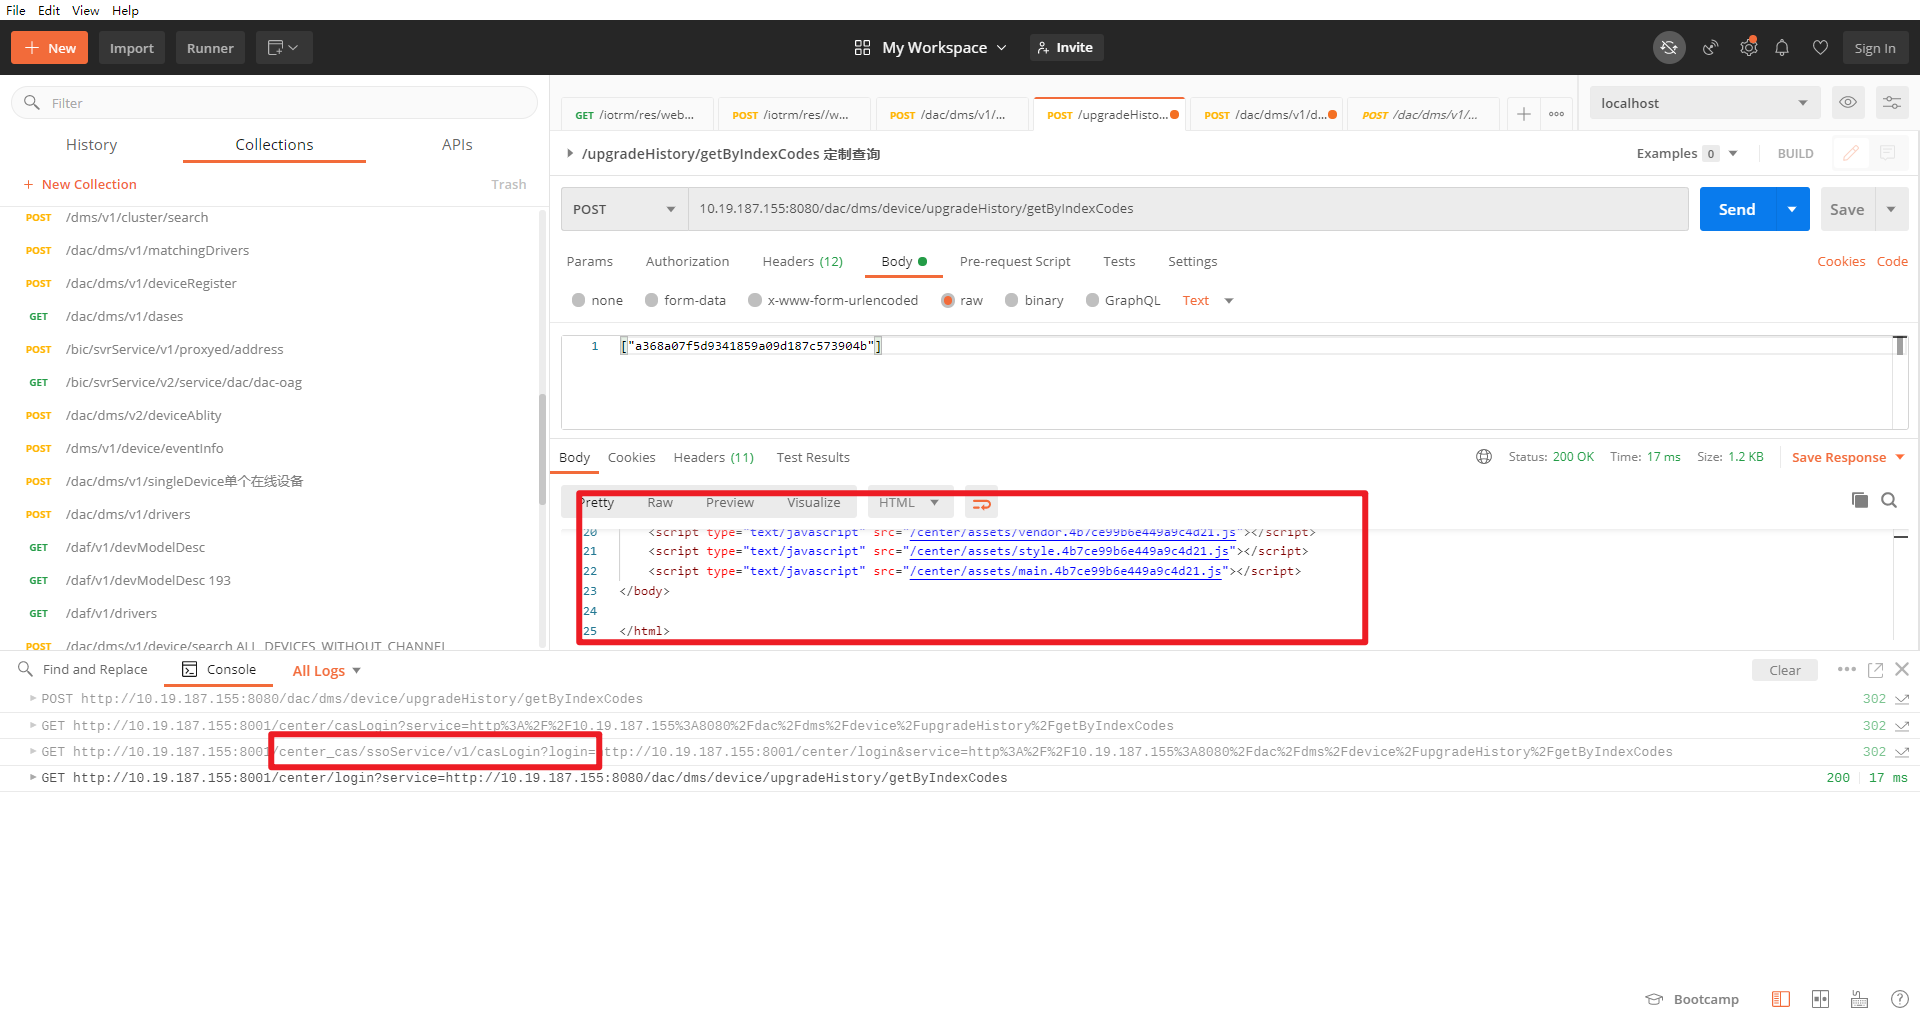 File Edit View Help
New Import Runner My Workspace Invite Sign In
Filter
GET /iotrm/res/web... POST /iotrm/res//w... POST /dac/dms/v1/... POST /upgradeHisto... POST /dac/dms/v1/d... POST /dac/dms/v1/... localhost
History Collections APIs
/upgradeHistory/getByIndexCodes 定制查询 Examples 0 BUILD
+ New Collection Trash
POST 10.19.187.155:8080/dac/dms/device/upgradeHistory/getByIndexCodes Send Save
POST /dms/v1/cluster/search
POST /dac/dms/v1/matchingDrivers
POST /dac/dms/v1/deviceRegister
GET /dac/dms/v1/dases
POST /bic/svrService/v1/proxyed/address
GET /bic/svrService/v2/service/dac/dac-oag
POST /dac/dms/v2/deviceAblity
POST /dms/v1/device/eventInfo
POST /dac/dms/v1/singleDevice单个在线设备
POST /dac/dms/v1/drivers
GET /daf/v1/devModelDesc
GET /daf/v1/devModelDesc 193
GET /daf/v1/drivers
POST /dac/dms/v1/device/search ALL_DEVICES_WITHOUT_CHANNEL
Params Authorization Headers (12) Body Pre-request Script Tests Settings Cookies Code
none form-data x-www-form-urlencoded raw binary GraphQL Text
1 ["a368a07f5d9341859a09d187c573904b"]
Body Cookies Headers (11) Test Results Status: 200 OK Time: 17 ms Size: 1.2 KB Save Response
Pretty Raw Preview Visualize HTML
20 <script type="text/javascript" src="/center/assets/vendor.4b7ce99b6e449a9c4d21.js"></script>
21 <script type="text/javascript" src="/center/assets/style.4b7ce99b6e449a9c4d21.js"></script>
22 <script type="text/javascript" src="/center/assets/main.4b7ce99b6e449a9c4d21.js"></script>
23 </body>
24
25 </html>
Find and Replace Console All Logs Clear
POST http://10.19.187.155:8080/dac/dms/device/upgradeHistory/getByIndexCodes 302
GET http://10.19.187.155:8001/center/casLogin?service=http%3A%2F%2F10.19.187.155%3A8080%2Fdac%2Fdms%2Fdevice%2FupgradeHistory%2FgetByIndexCodes 302
GET http://10.19.187.155:8001/center_cas/ssoService/v1/casLogin?login=http://10.19.187.155:8001/center/login&service=http%3A%2F%2F10.19.187.155%3A8080%2Fdac%2Fdms%2Fdevice%2FupgradeHistory%2FgetByIndexCodes 302
GET http://10.19.187.155:8001/center/login?service=http://10.19.187.155:8080/dac/dms/device/upgradeHistory/getByIndexCodes 200 17 ms
Bootcamp